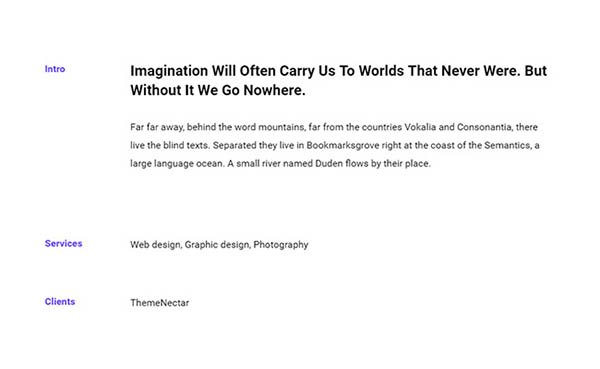 Intro
Imagination Will Often Carry Us To Worlds That Never Were. But
Without It We Go Nowhere.
Far far away, behind the word mountains, far from the countries Vokalia and Consonantia, there
live the blind texts. Separated they live in Bookmarksgrove right at the coast of the Semantics, a
large language ocean. A small river named Duden flows by their place.
Services
Web design, Graphic design, Photography
Clients
ThemeNectar